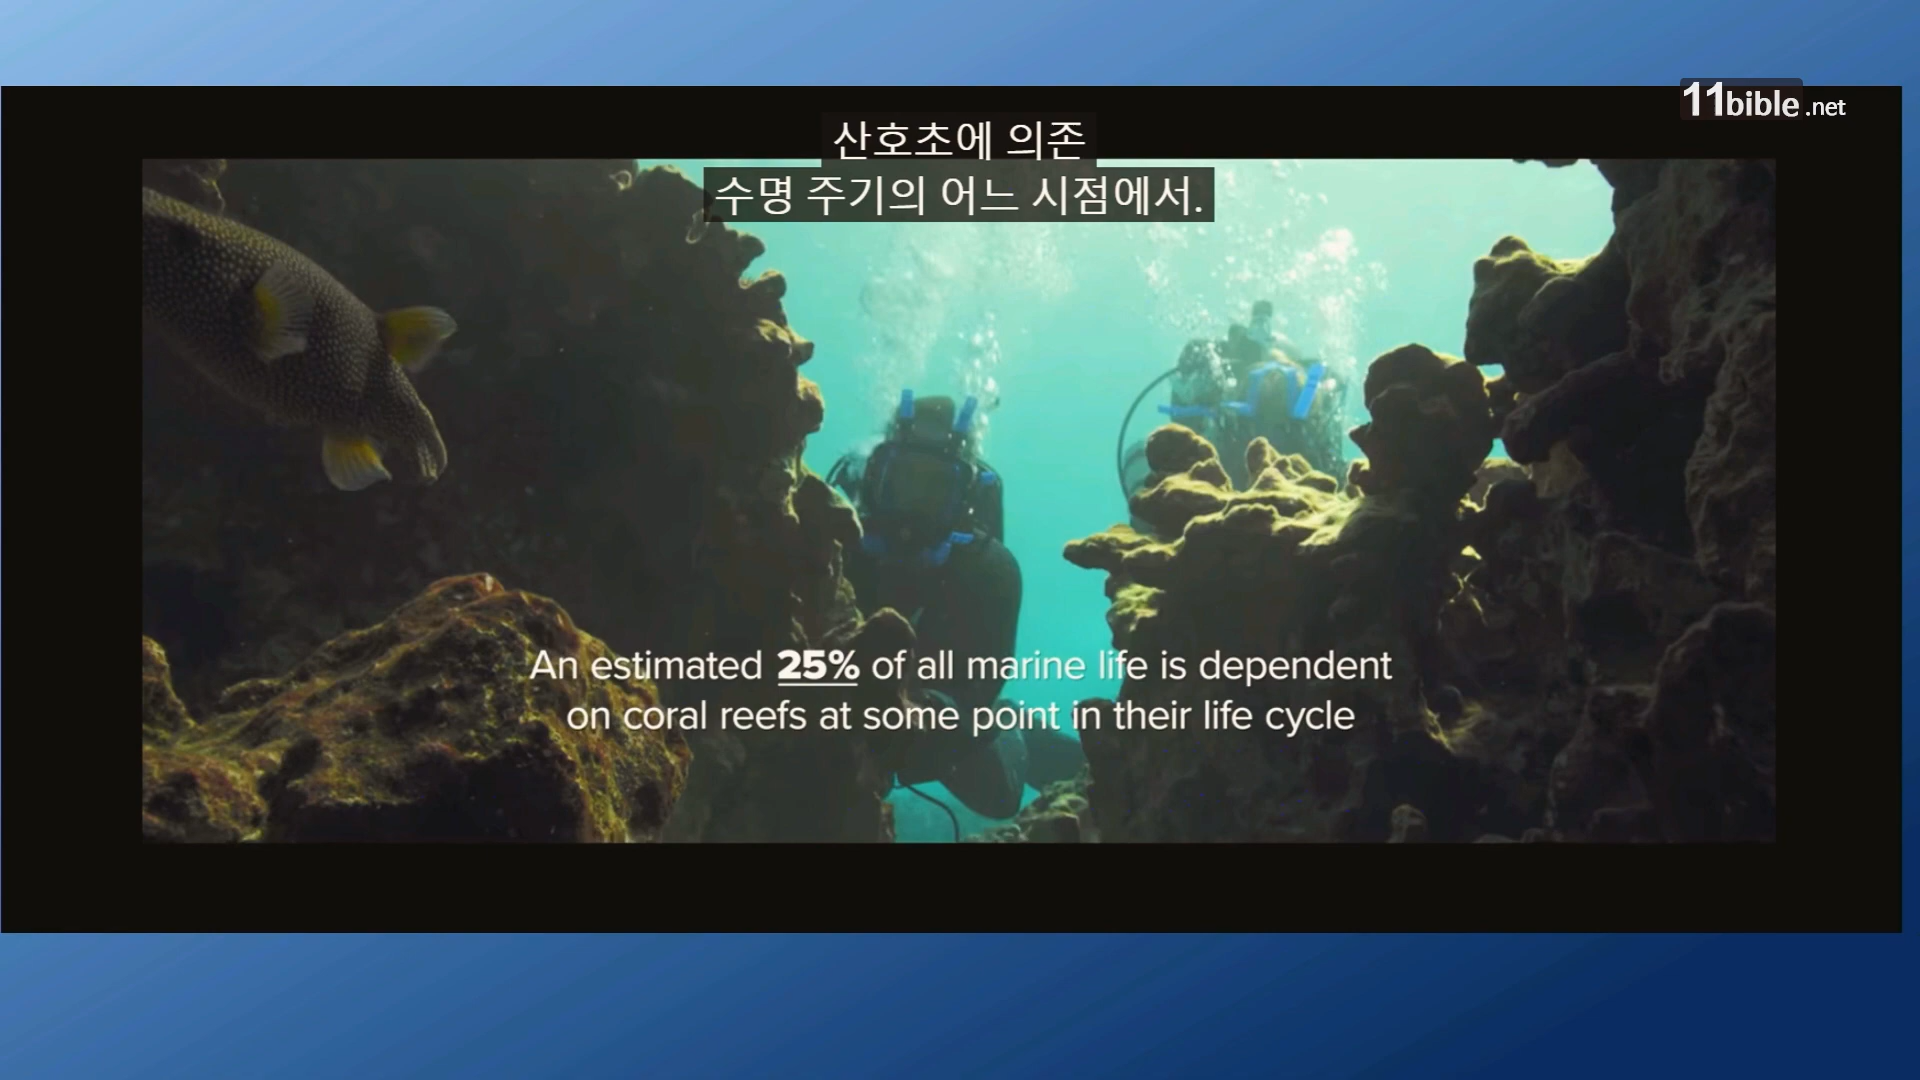 11bible.net
산호초에 의존
수명 주기의 어느 시점에서.
An estimated 25% of all marine life is dependent
on coral reefs at some point in their life cycle